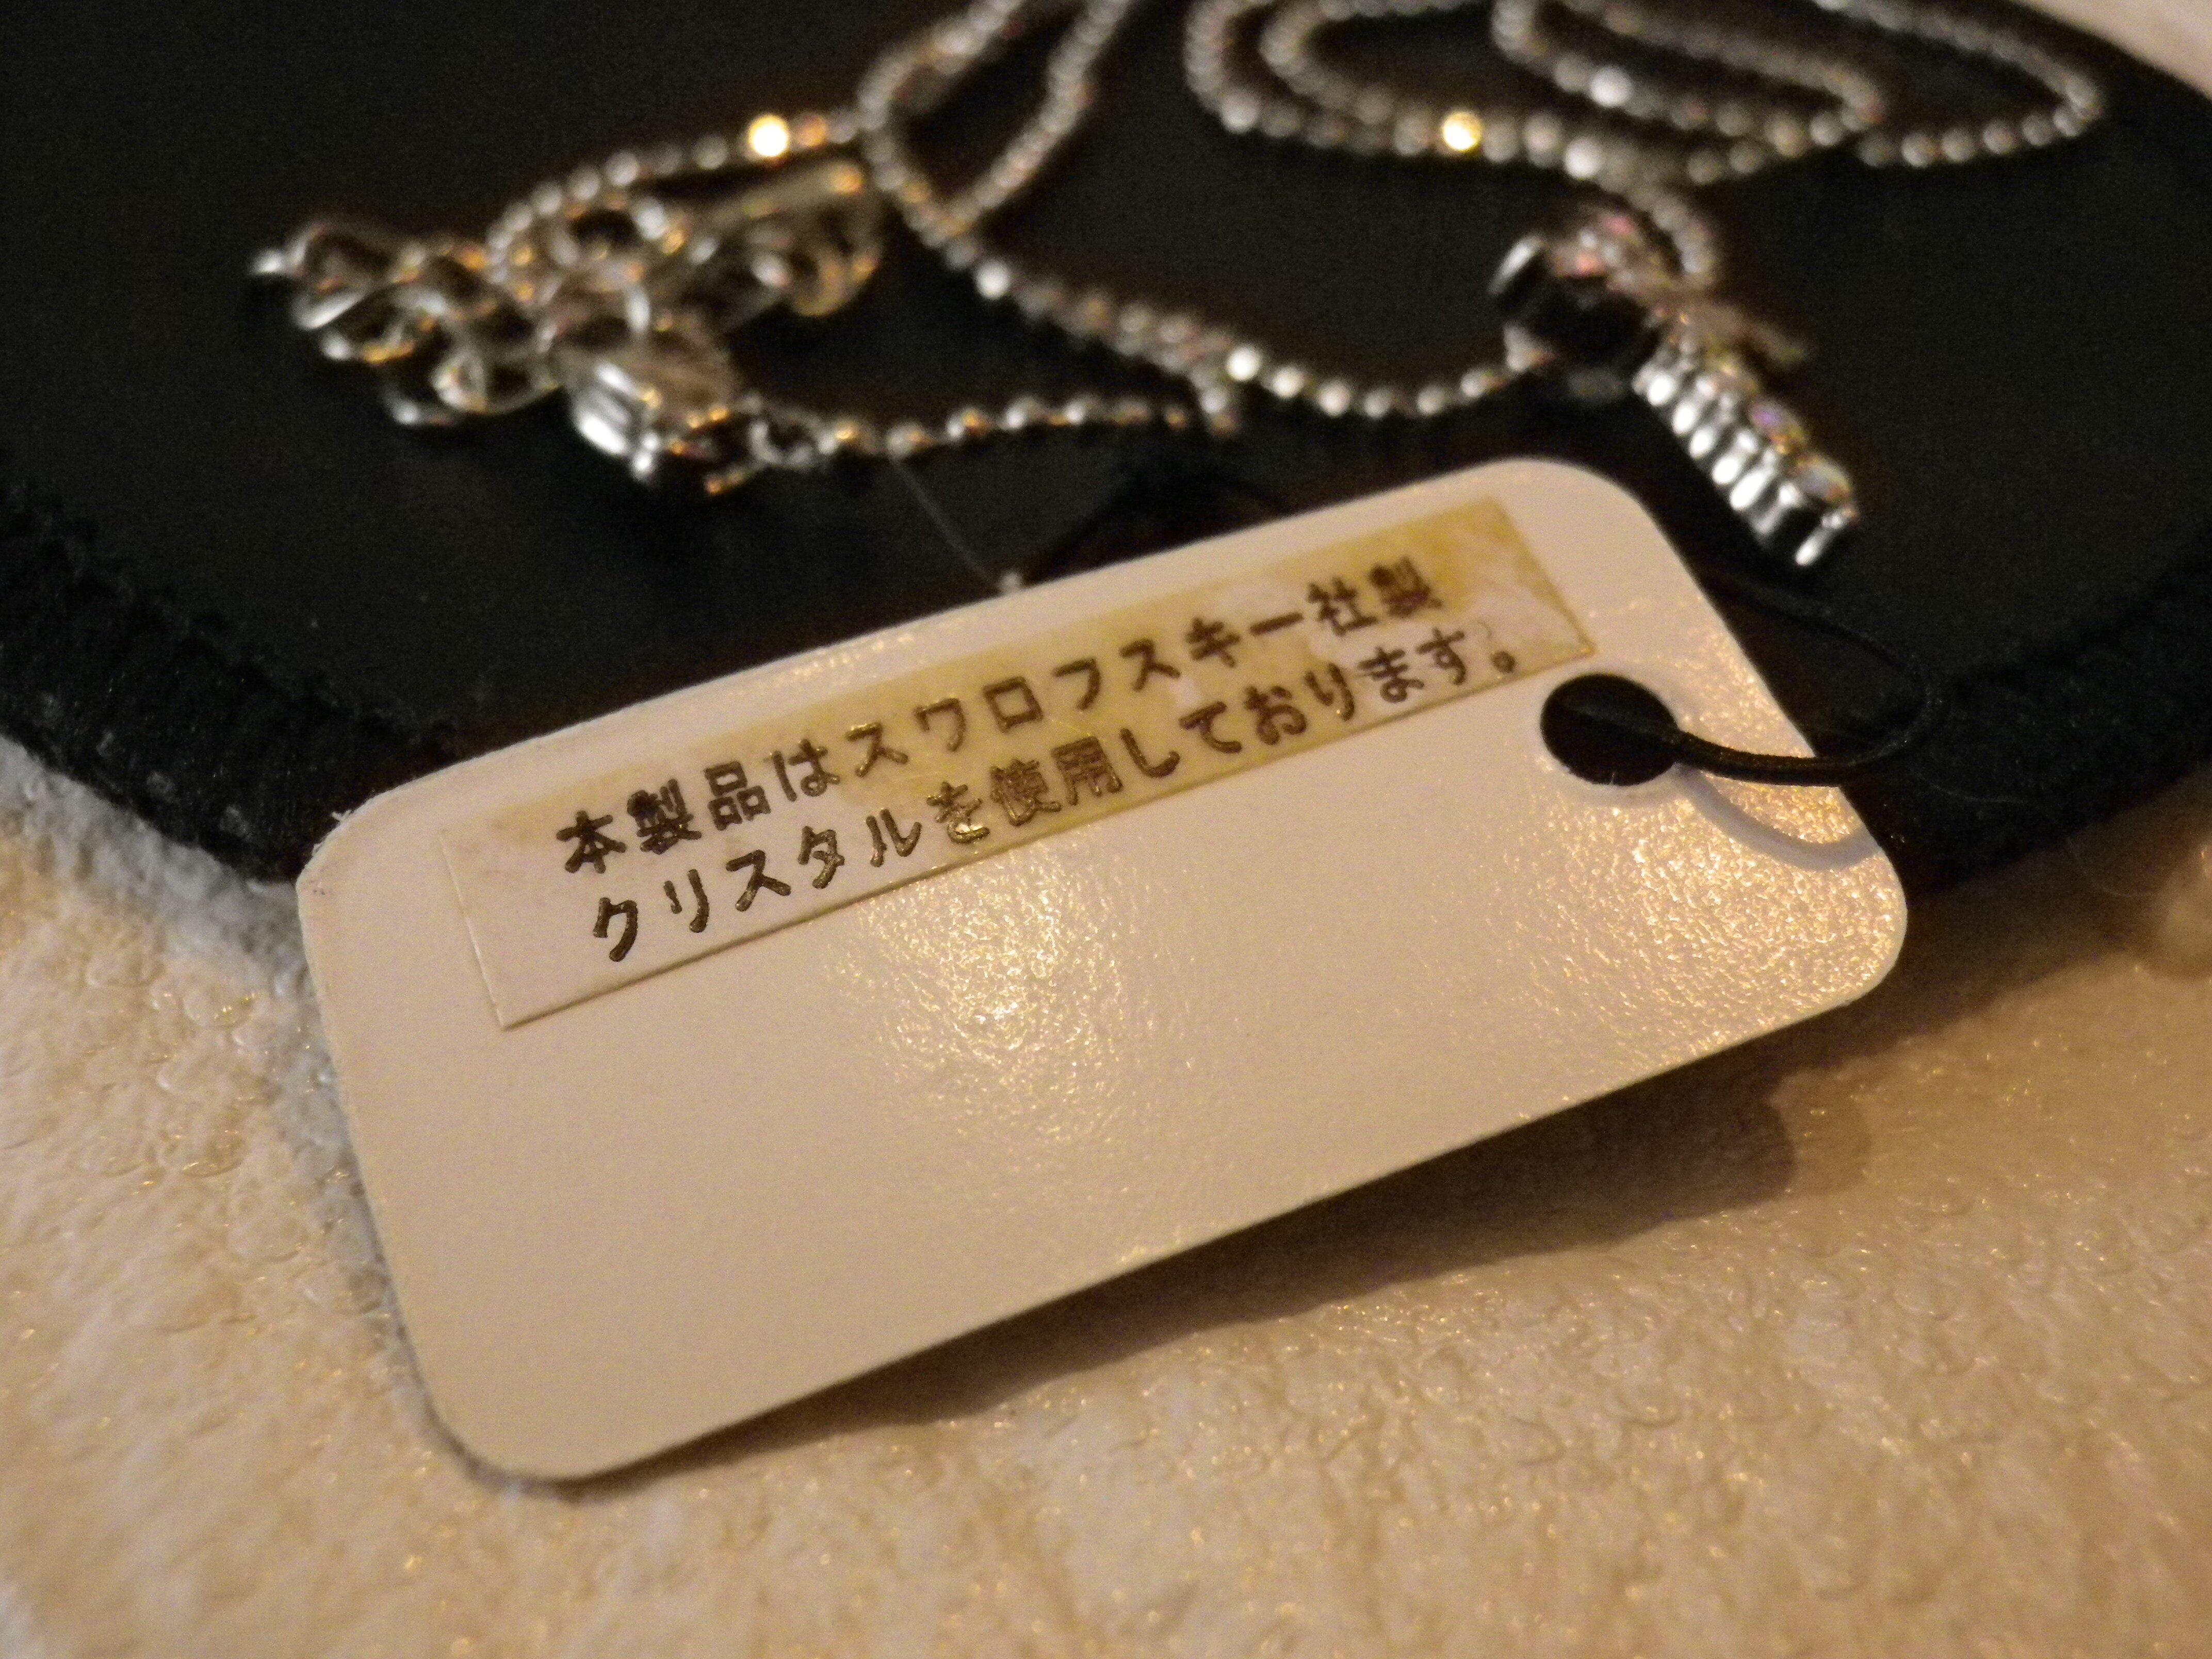 本製品はスワロフスキー社製
クリスタルを使用しております。